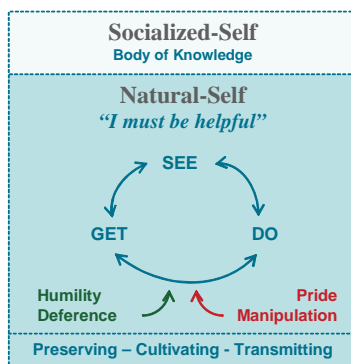 Socialized-Self
Body of Knowledge
Natural-Self
“I must be helpful”
SEE
GET DO
Humility Pride
Deference Manipulation
Preserving – Cultivating - Transmitting